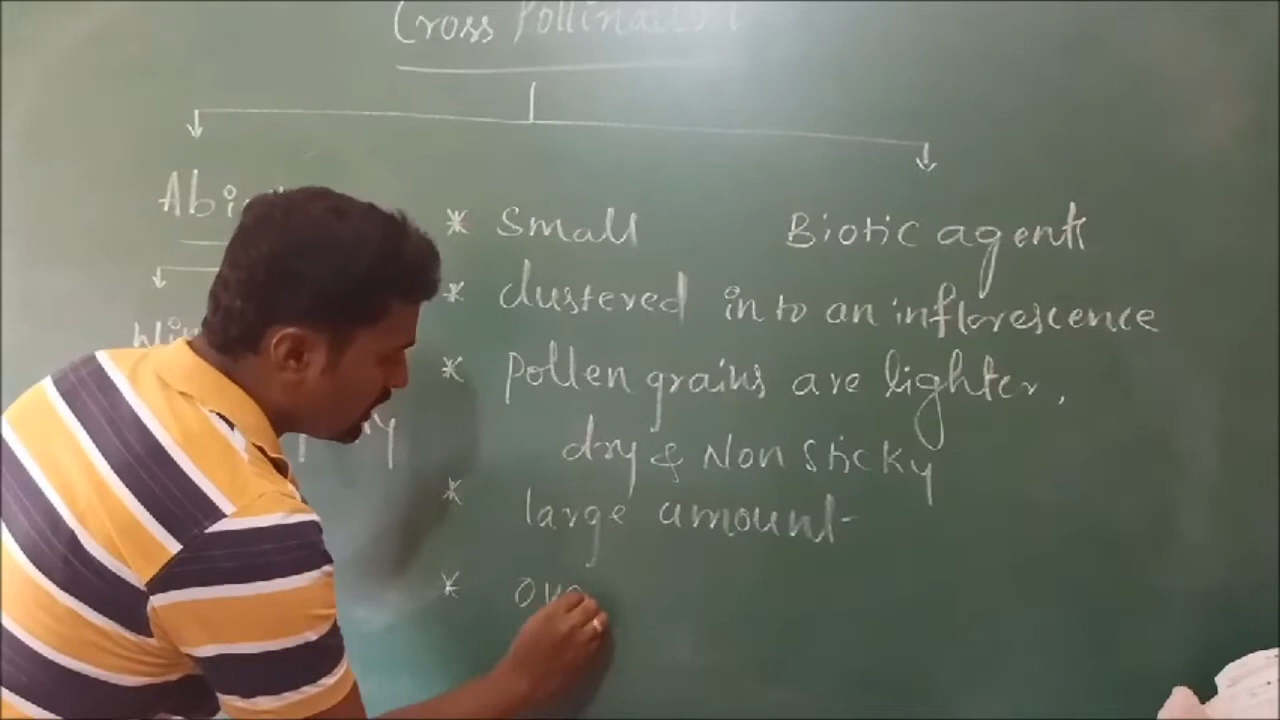 Cross Pollination
* Small
Biotic agents
* clustered in to an inflorescence
* pollen grains are lighter,
dry & Non sticky
* large amount
*